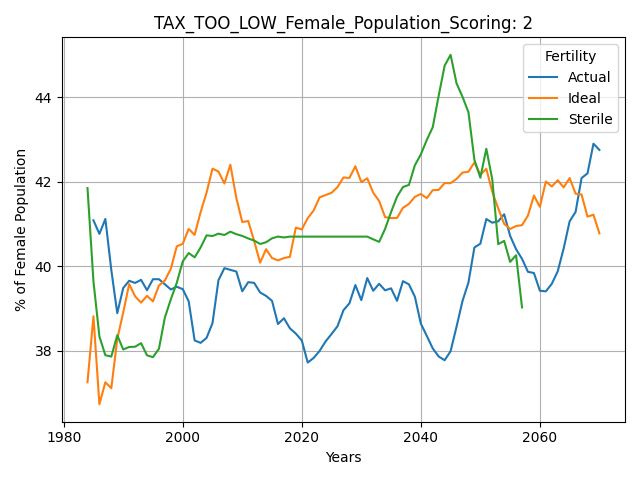 TAX_TOO_LOW_Female_Population_Scoring: 2
Fertility
Actual
Ideal
Sterile
% of Female Population
44
42
40
38
1980
2000
2020
2040
2060
Years